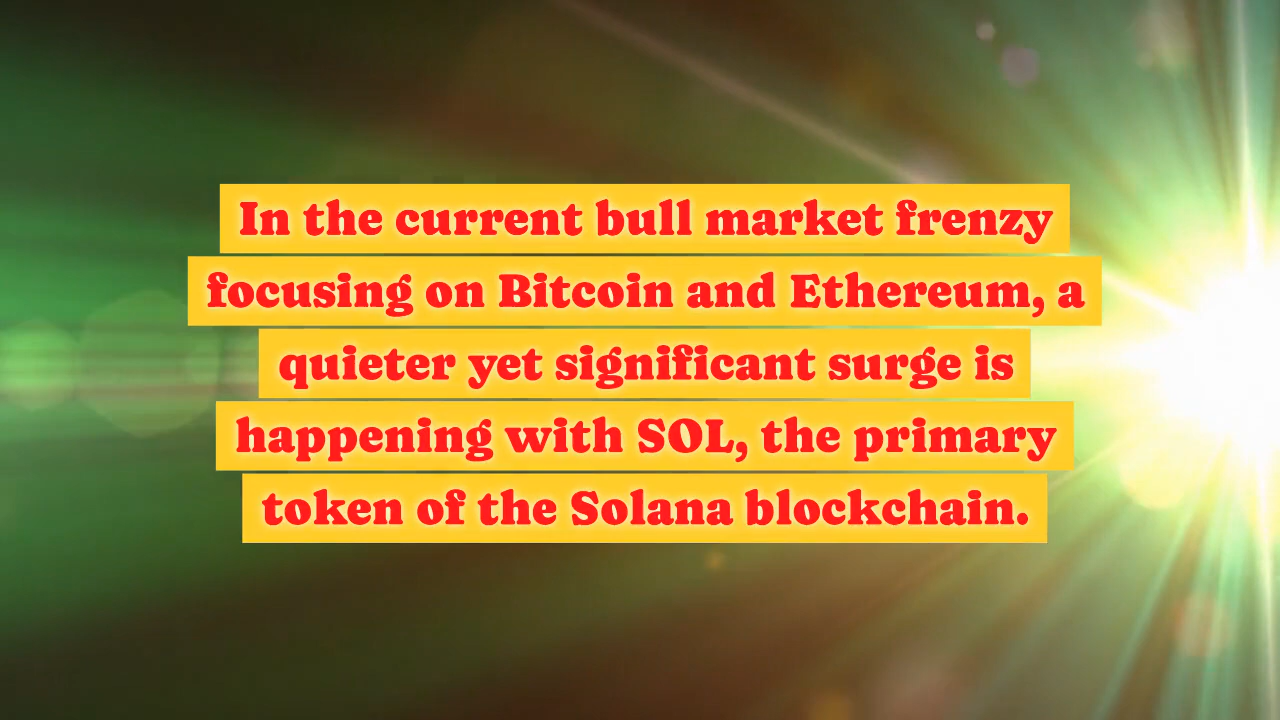 In the current bull market frenzy
focusing on Bitcoin and Ethereum, a
quieter yet significant surge is
happening with SOL, the primary
token of the Solana blockchain.